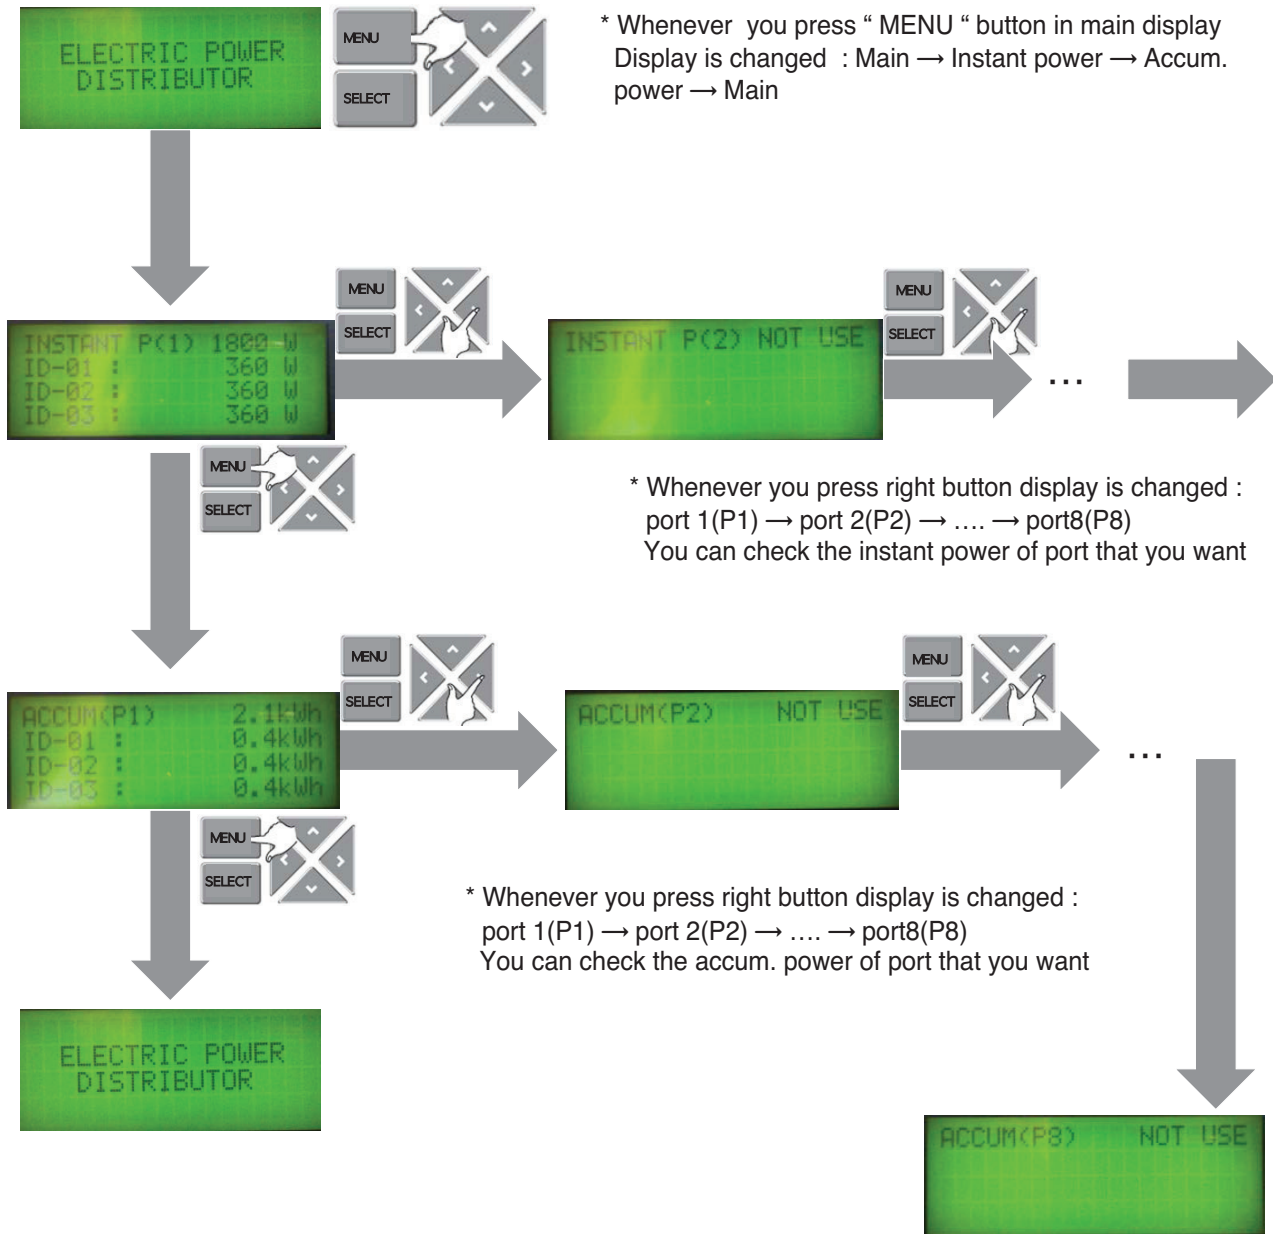 ELECTRIC POWER
DISTRIBUTOR
MENU
SELECT
* Whenever you press “ MENU “ button in main display
Display is changed : Main → Instant power → Accum.
power → Main
INSTANT P(1) 1800 W
ID-01 : 360 W
ID-02 : 360 W
ID-03 : 360 W
MENU
SELECT
INSTANT P(2) NOT USE
MENU
SELECT
...
MENU
SELECT
* Whenever you press right button display is changed :
port 1(P1) → port 2(P2) → .... → port8(P8)
You can check the instant power of port that you want
ACCUM(P1) 2.1kWh
ID-01 : 0.4kWh
ID-02 : 0.4kWh
ID-03 : 0.4kWh
MENU
SELECT
ACCUM(P2) NOT USE
MENU
SELECT
...
MENU
SELECT
* Whenever you press right button display is changed :
port 1(P1) → port 2(P2) → .... → port8(P8)
You can check the accum. power of port that you want
ELECTRIC POWER
DISTRIBUTOR
ACCUM(P8) NOT USE